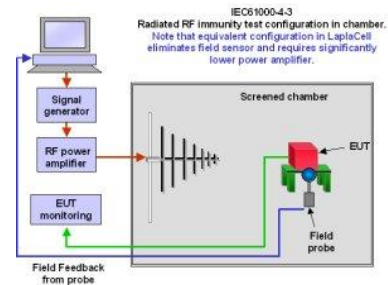 IEC61000-4-3
Radiated RF immunity test configuration in chamber.
Note that equivalent configuration in LaplaCell
eliminates field sensor and requires significantly
lower power amplifier.
Signal
generator
RF power
amplifier
EUT
monitoring
Field Feedback
from probe
Screened chamber
EUT
Field
probe